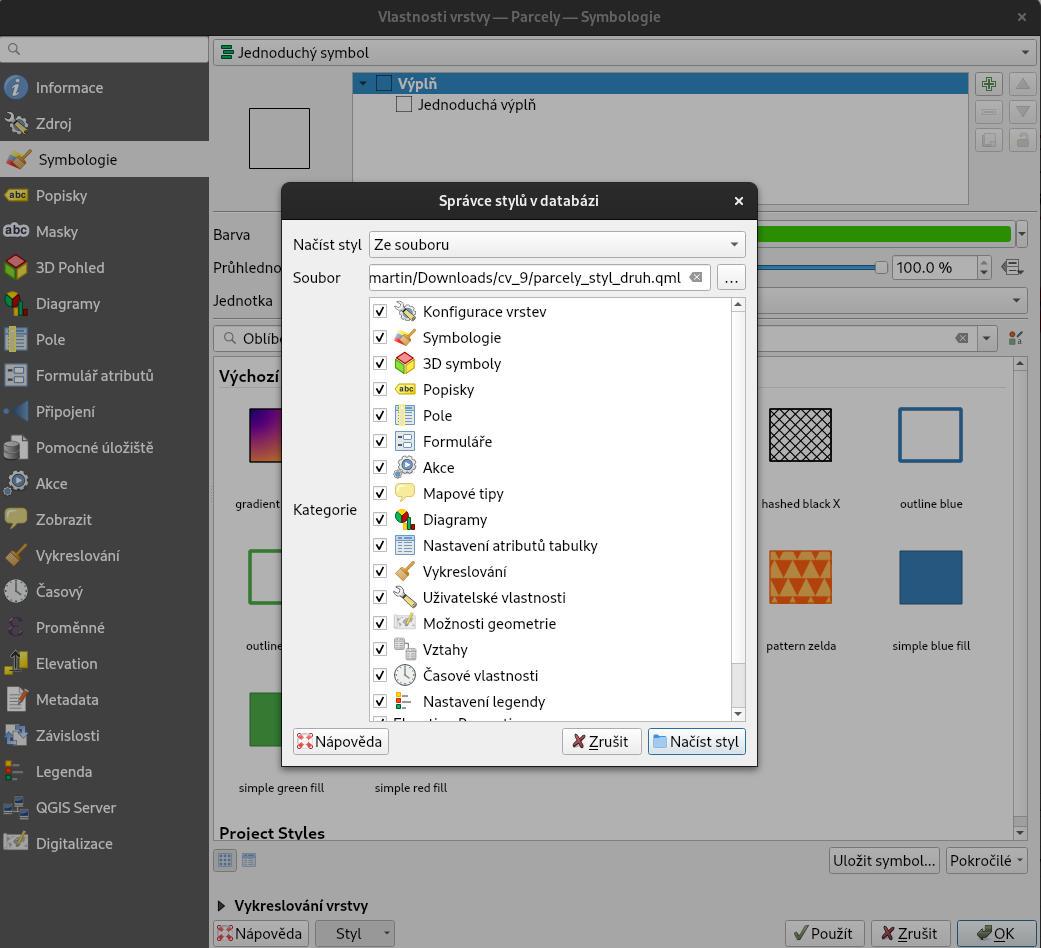 Vlastnosti vrstvy — Parcely — Symbologie
Informace
Zdroj
Symbologie
Popisky
Masky
3D Pohled
Diagramy
Pole
Formulář atributů
Připojení
Pomocné úložiště
Akce
Zobrazit
Vykreslování
Časový
Proměnné
Elevation
Metadata
Závislosti
Legenda
QGIS Server
Digitalizace
Jednoduchý symbol
Výplň
Jednoduchá výplň
Barva
Průhledno
100.0 %
Jednotka
Oblíbe
Výchozí
gradient
hashed black X
outline blue
outline
pattern zelda
simple blue fill
simple green fill
simple red fill
Project Styles
Uložit symbol...
Pokročilé
Vykreslování vrstvy
Nápověda
Styl
Použít
Zrušit
OK
Správce stylů v databázi
Načíst styl
Ze souboru
Soubor
martin/Downloads/cv_9/parcely_styl_druh.qml
...
Kategorie
Konfigurace vrstev
Symbologie
3D symboly
Popisky
Pole
Formuláře
Akce
Mapové tipy
Diagramy
Nastavení atributů tabulky
Vykreslování
Uživatelské vlastnosti
Možnosti geometrie
Vztahy
Časové vlastnosti
Nastavení legendy
Nápověda
Zrušit
Načíst styl